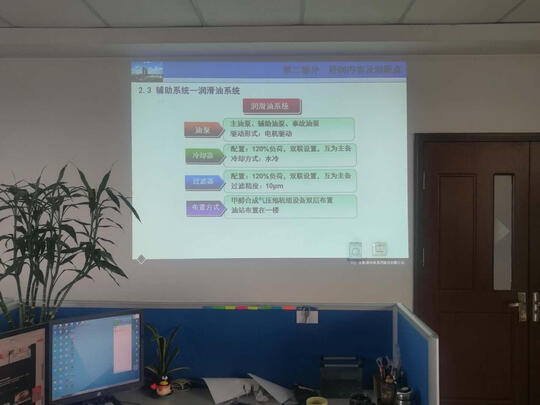 2.3 辅助系统—润滑油系统
润滑油系统
油泵
主油泵、辅助油泵、事故油泵
驱动形式：电机驱动
冷却器
配置：120%负荷，双联设置，互为主备
冷却方式：水冷
过滤器
配置：120%负荷，双联设置，互为主备
过滤精度：10μm
布置方式
甲醇合成气压缩机组设备双层布置
油站布置在一楼